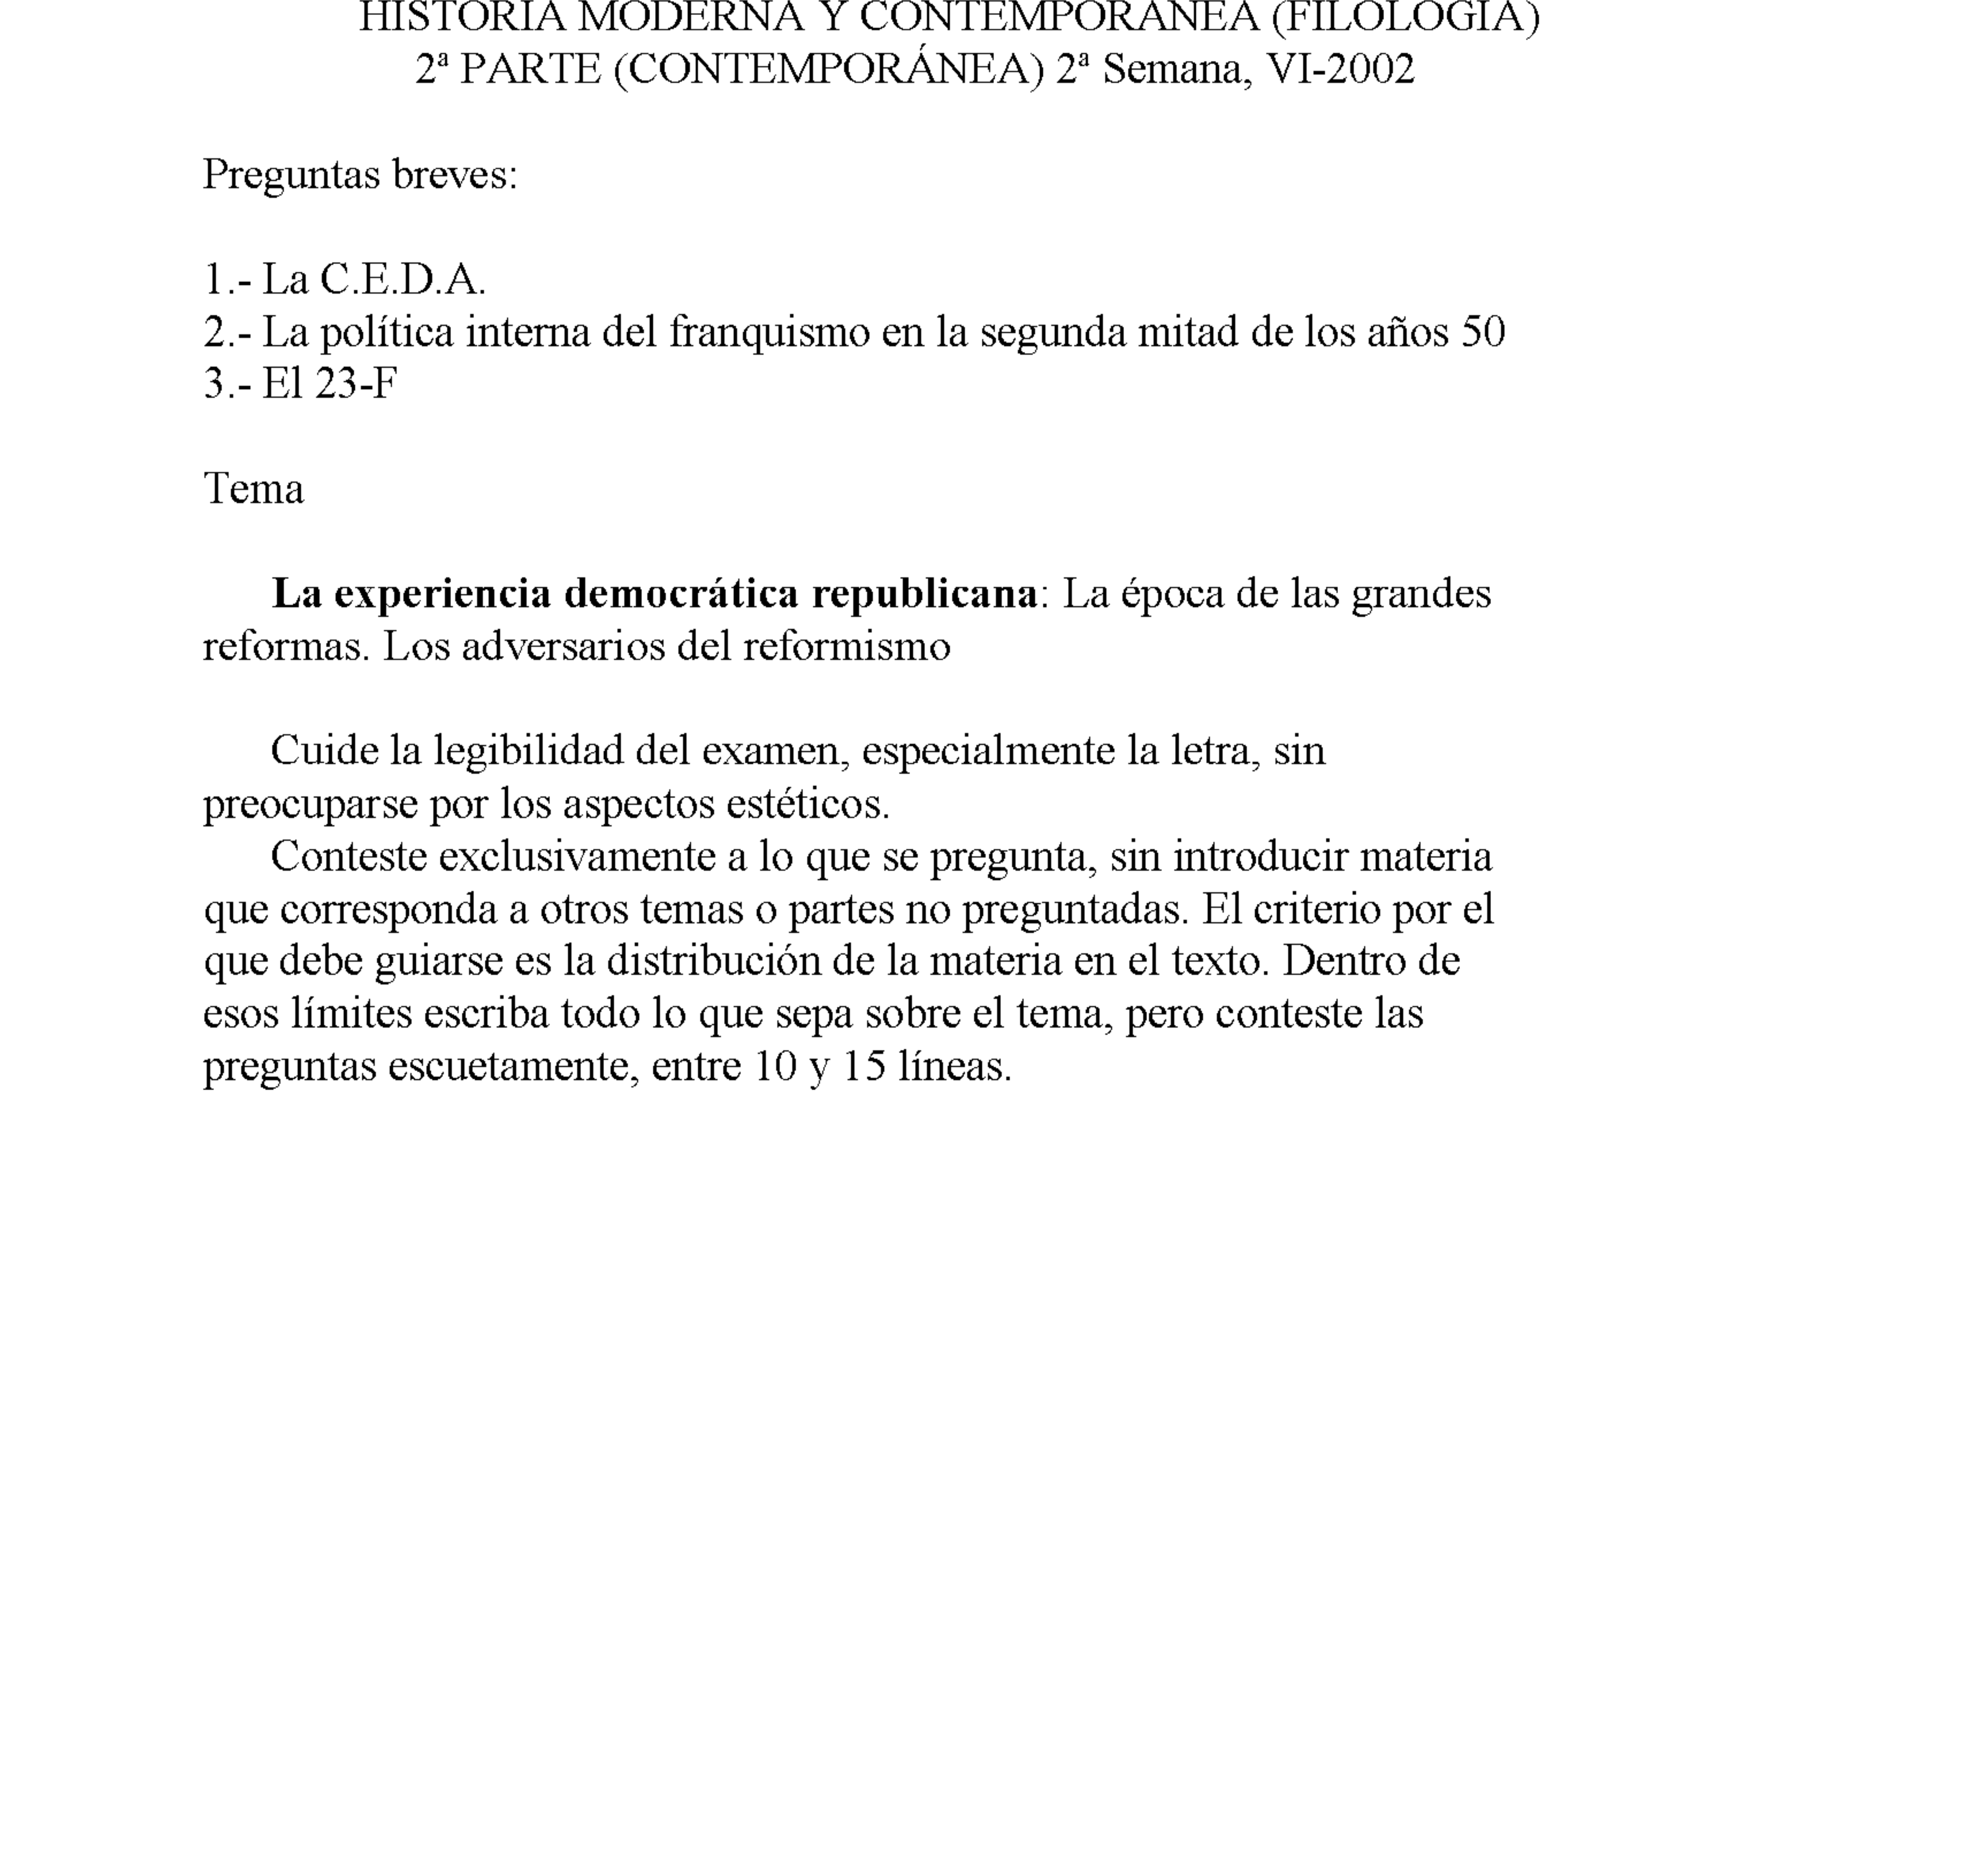 HISTORIA MODERNA Y CONTEMPORÁNEA (FILOLOGÍA)
2ª PARTE (CONTEMPORÁNEA) 2ª Semana, VI-2002
Preguntas breves:
1.- La C.E.D.A.
2.- La política interna del franquismo en la segunda mitad de los años 50
3.- El 23-F
Tema
La experiencia democrática republicana: La época de las grandes
reformas. Los adversarios del reformismo
Cuide la legibilidad del examen, especialmente la letra, sin
preocuparse por los aspectos estéticos.
Conteste exclusivamente a lo que se pregunta, sin introducir materia
que corresponda a otros temas o partes no preguntadas. El criterio por el
que debe guiarse es la distribución de la materia en el texto. Dentro de
esos límites escriba todo lo que sepa sobre el tema, pero conteste las
preguntas escuetamente, entre 10 y 15 líneas.